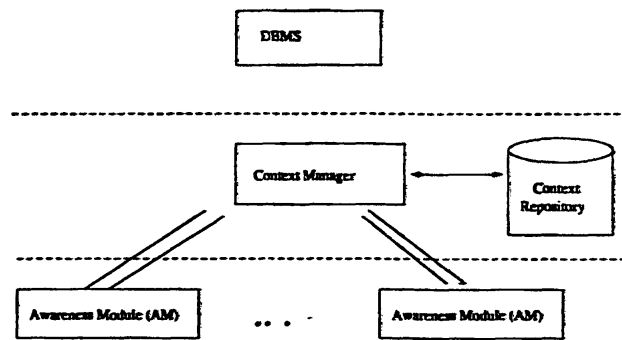 DBMS
Context Manager
Context
Repository
Awareness Module (AM)
. . .
Awareness Module (AM)